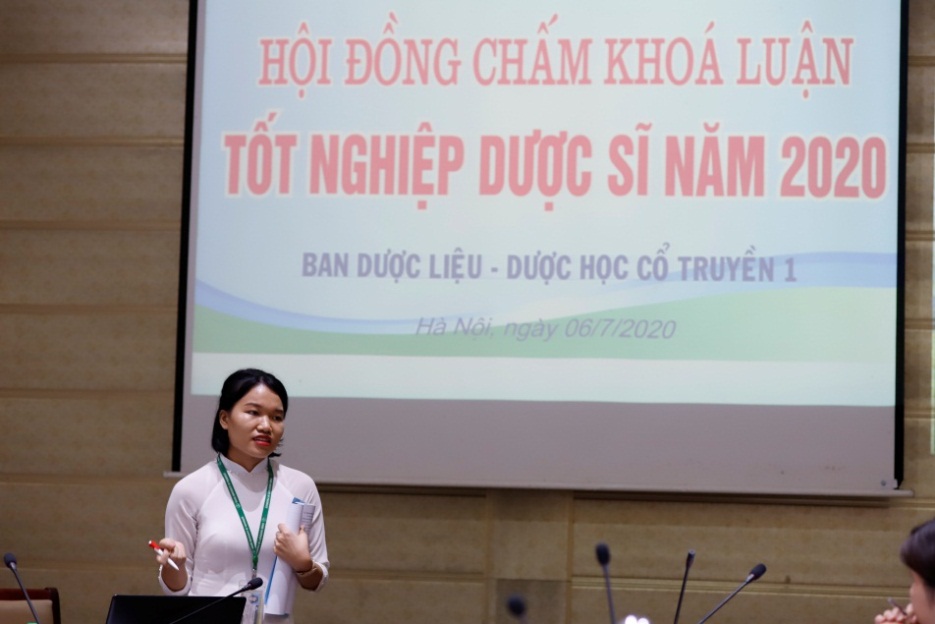 HỘI ĐỒNG CHẤM KHOÁ LUẬN
TỐT NGHIỆP DƯỢC SĨ NĂM 2020
BAN DƯỢC LIỆU - DƯỢC HỌC CỔ TRUYỀN 1
Hà Nội, ngày 06/7/2020